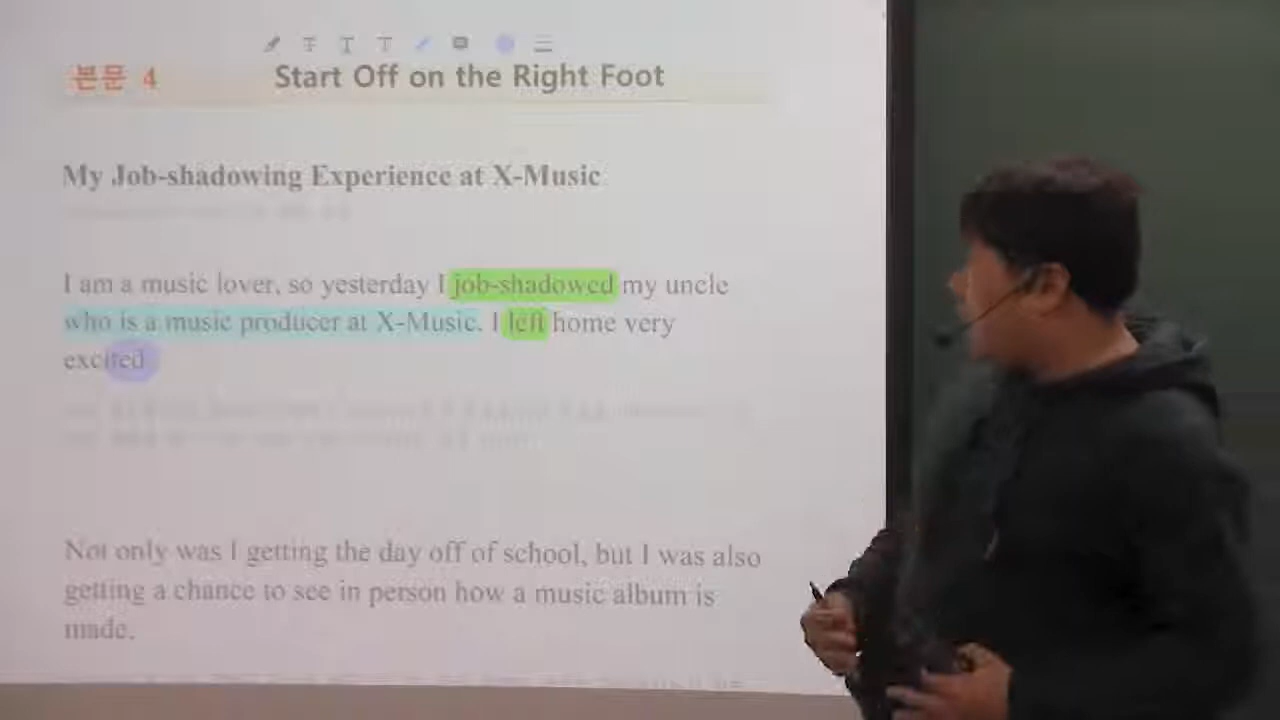 본문 4 Start Off on the Right Foot
My Job-shadowing Experience at X-Music
I am a music lover, so yesterday I job-shadowed my uncle
who is a music producer at X-Music. I left home very
excited
Not only was I getting the day off of school, but I was also
getting a chance to see in person how a music album is
made.